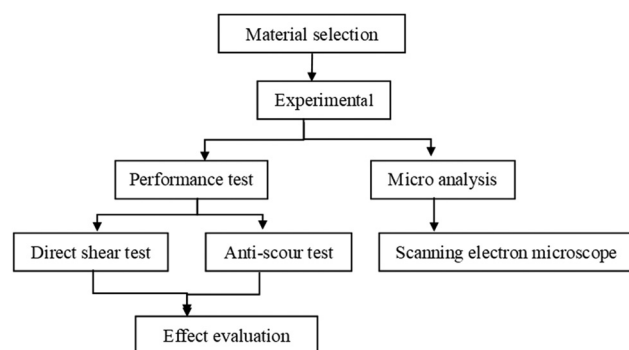 Material selection
Experimental
Performance test
Micro analysis
Direct shear test
Anti-scour test
Scanning electron microscope
Effect evaluation